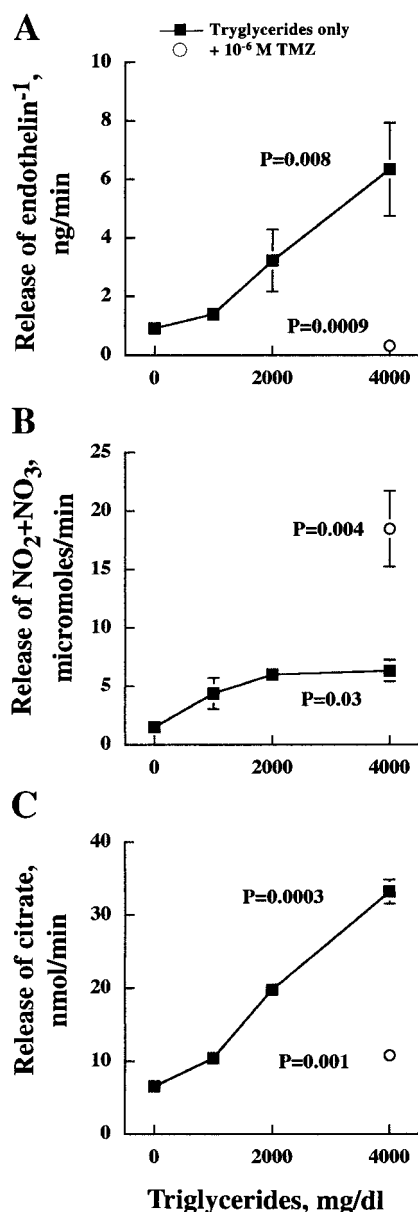 A
Tryglycerides only
+ 10⁻⁶ M TMZ
Release of endothelin⁻¹,
ng/min
10
8
6
4
2
0
P=0.008
P=0.0009
0
2000
4000
B
Release of NO₂+NO₃,
micromoles/min
25
20
15
10
5
0
P=0.004
P=0.03
0
2000
4000
C
Release of citrate,
nmol/min
40
30
20
10
0
P=0.0003
P=0.001
0
2000
4000
Triglycerides, mg/dl